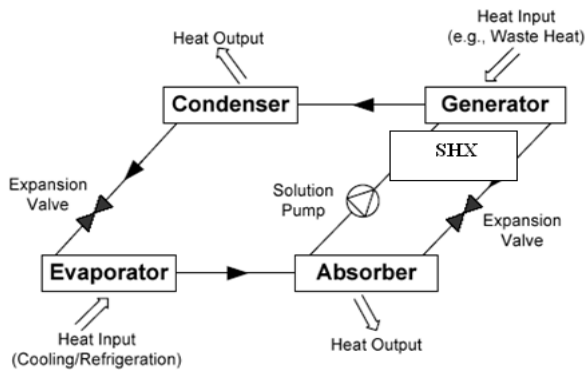 Heat Input
(e.g., Waste Heat)
Heat Output
Condenser
Generator
SHX
Expansion
Valve
Solution
Pump
Expansion
Valve
Evaporator
Absorber
Heat Input
(Cooling/Refrigeration)
Heat Output